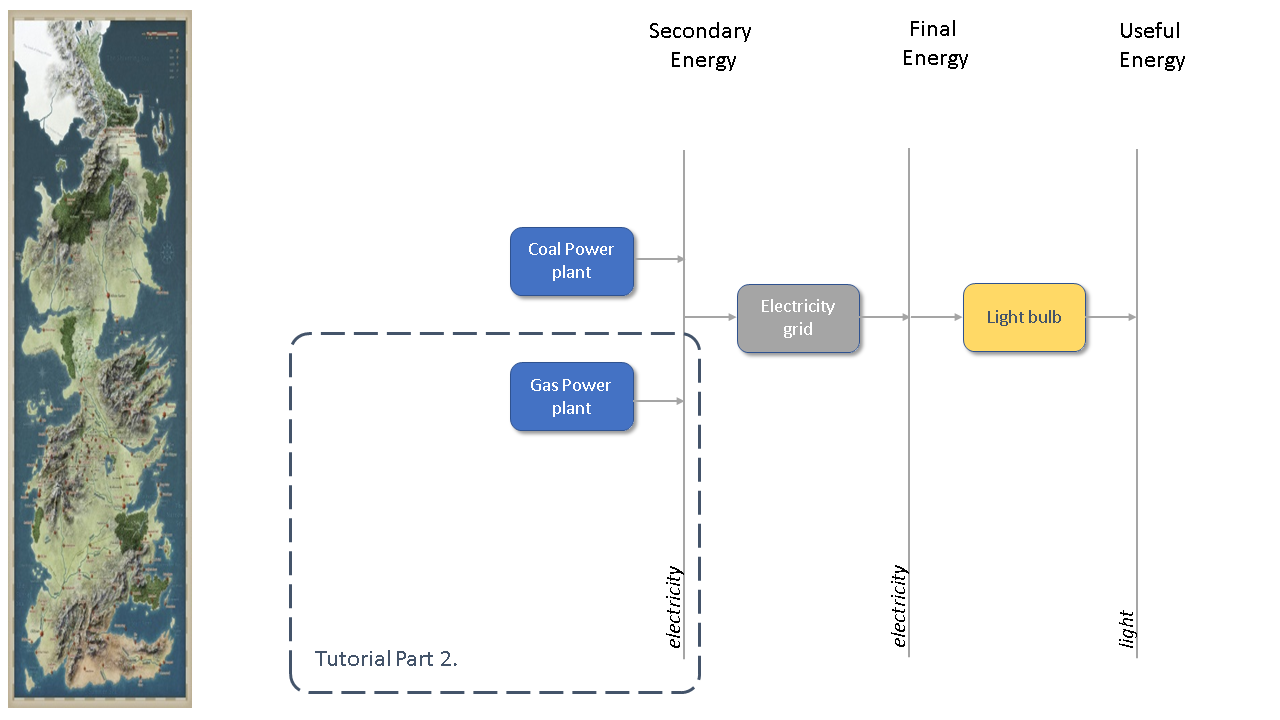 Secondary
Energy
Final
Energy
Useful
Energy
Coal Power
plant
Electricity
grid
Light bulb
Gas Power
plant
electricity
electricity
light
Tutorial Part 2.